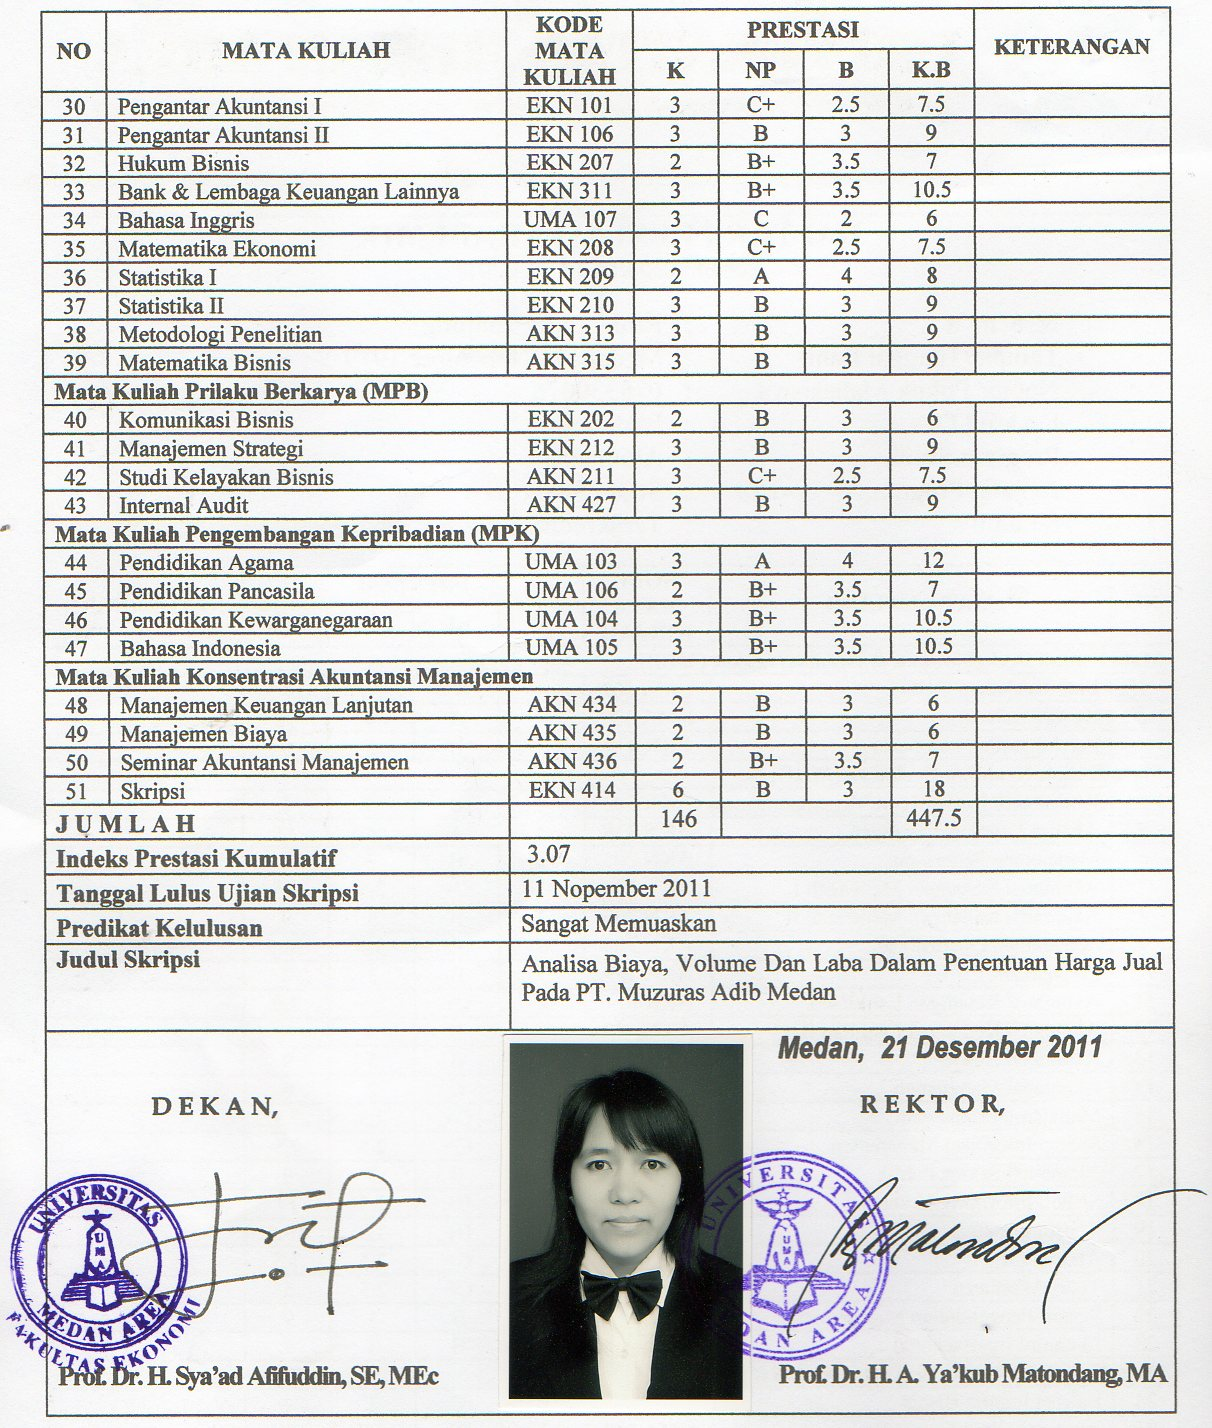 NO MATA KULIAH KODE MATA KULIAH PRESTASI KETERANGAN
K NP B K.B
30 Pengantar Akuntansi I EKN 101 3 C+ 2.5 7.5
31 Pengantar Akuntansi II EKN 106 3 B 3 9
32 Hukum Bisnis EKN 207 2 B+ 3.5 7
33 Bank & Lembaga Keuangan Lainnya EKN 311 3 B+ 3.5 10.5
34 Bahasa Inggris UMA 107 3 C 2 6
35 Matematika Ekonomi EKN 208 3 C+ 2.5 7.5
36 Statistika I EKN 209 2 A 4 8
37 Statistika II EKN 210 3 B 3 9
38 Metodologi Penelitian AKN 313 3 B 3 9
39 Matematika Bisnis AKN 315 3 B 3 9
Mata Kuliah Prilaku Berkarya (MPB)
40 Komunikasi Bisnis EKN 202 2 B 3 6
41 Manajemen Strategi EKN 212 3 B 3 9
42 Studi Kelayakan Bisnis AKN 211 3 C+ 2.5 7.5
43 Internal Audit AKN 427 3 B 3 9
Mata Kuliah Pengembangan Kepribadian (MPK)
44 Pendidikan Agama UMA 103 3 A 4 12
45 Pendidikan Pancasila UMA 106 2 B+ 3.5 7
46 Pendidikan Kewarganegaraan UMA 104 3 B+ 3.5 10.5
47 Bahasa Indonesia UMA 105 3 B+ 3.5 10.5
Mata Kuliah Konsentrasi Akuntansi Manajemen
48 Manajemen Keuangan Lanjutan AKN 434 2 B 3 6
49 Manajemen Biaya AKN 435 2 B 3 6
50 Seminar Akuntansi Manajemen AKN 436 2 B+ 3.5 7
51 Skripsi EKN 414 6 B 3 18
J U M L A H 146 447.5
Indeks Prestasi Kumulatif 3.07
Tanggal Lulus Ujian Skripsi 11 Nopember 2011
Predikat Kelulusan Sangat Memuaskan
Judul Skripsi Analisa Biaya, Volume Dan Laba Dalam Penentuan Harga Jual
Pada PT. Muzuras Adib Medan
Medan, 21 Desember 2011
D E K A N, R E K T O R,
UNIVERSITAS MEDAN AREA
UMA
FAKULTAS EKONOMI
UNIVERSITAS MEDAN AREA
UMA
Prof. Dr. H. Sya'ad Afifuddin, SE, MEc Prof. Dr. H. A. Ya'kub Matondang, MA